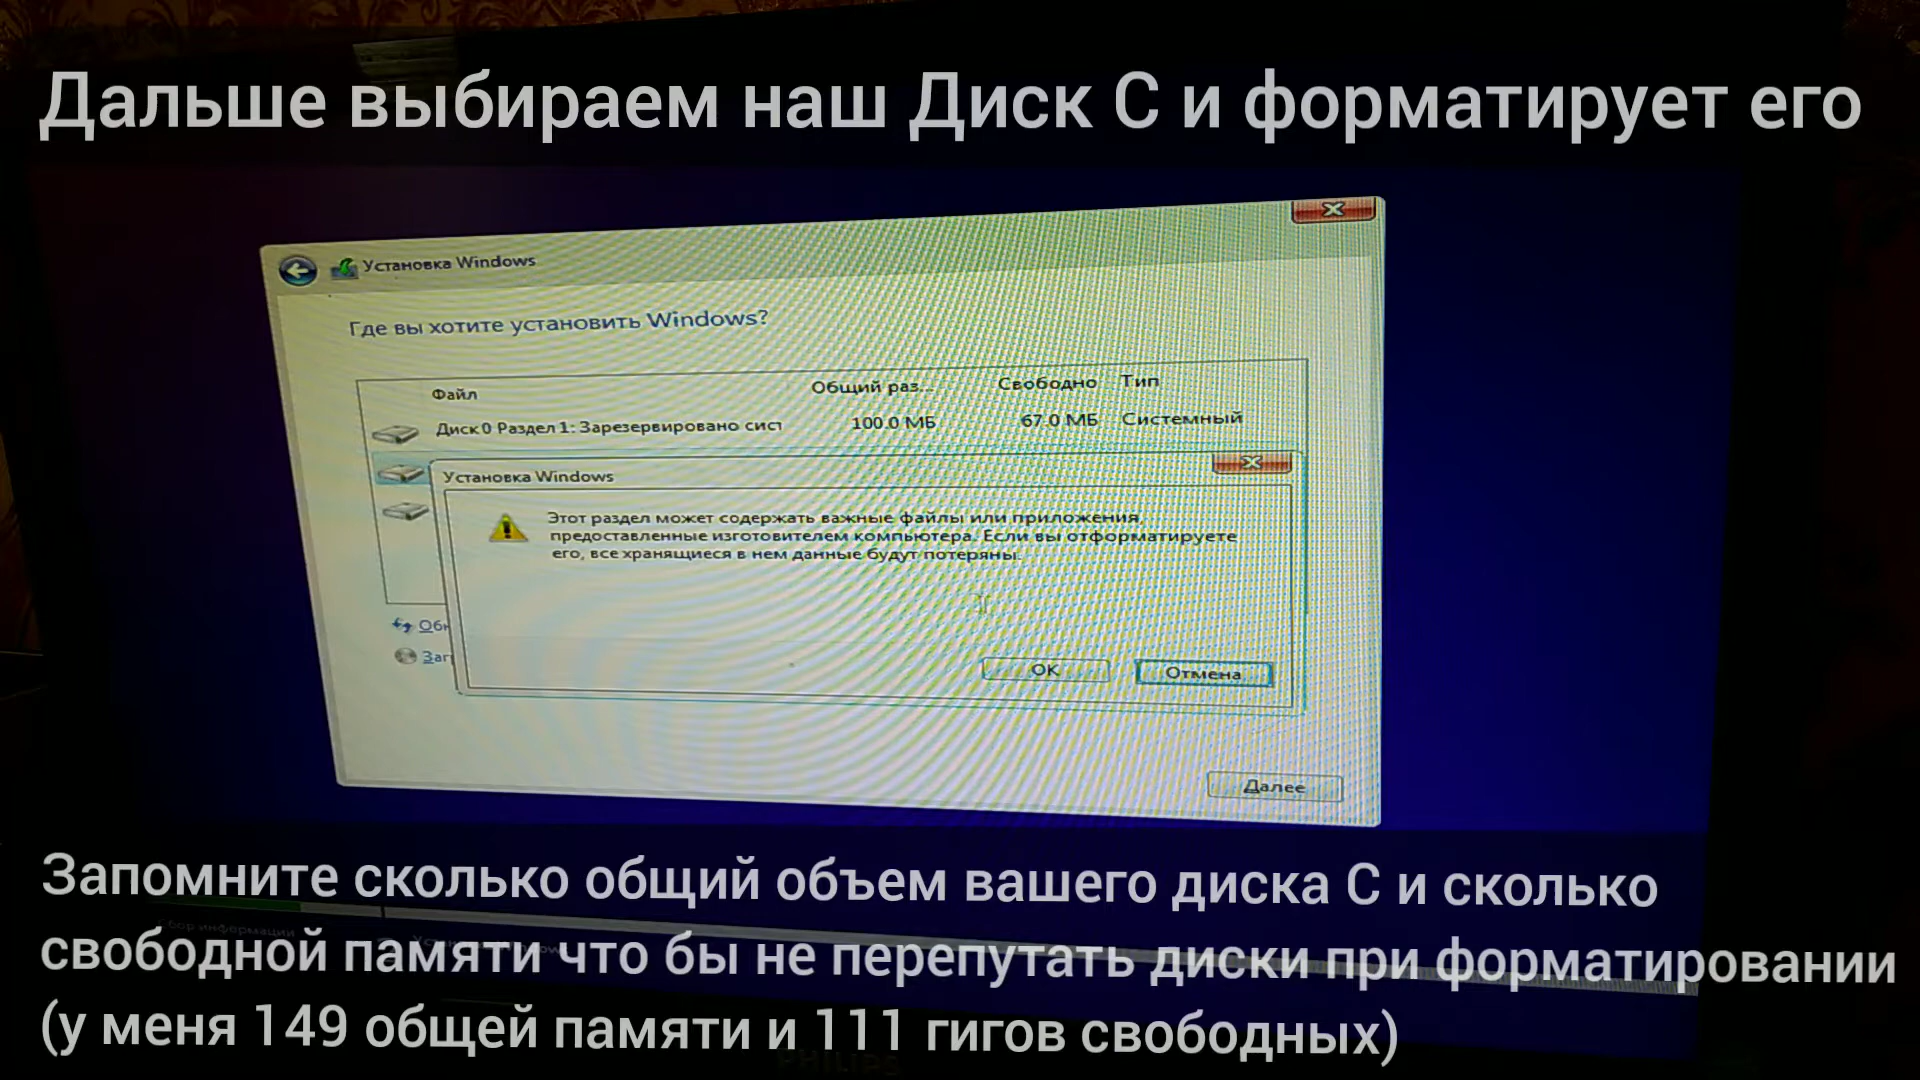 Дальше выбираем наш Диск С и форматирует его
Установка Windows
Где вы хотите установить Windows?
Файл Общий раз... Свободно Тип
Диск 0 Раздел 1: Зарезервировано сист 100.0 МБ 67.0 МБ Системный
Установка Windows
Этот раздел может содержать важные файлы или приложения,
предоставленные изготовителем компьютера. Если вы отформатируете
его, все хранящиеся в нем данные будут потеряны.
Обн
Заг
ОК Отмена
Далее
Запомните сколько общий объем вашего диска С и сколько
свободной памяти что бы не перепутать диски при форматировании
(у меня 149 общей памяти и 111 гигов свободных)
PHILIPS